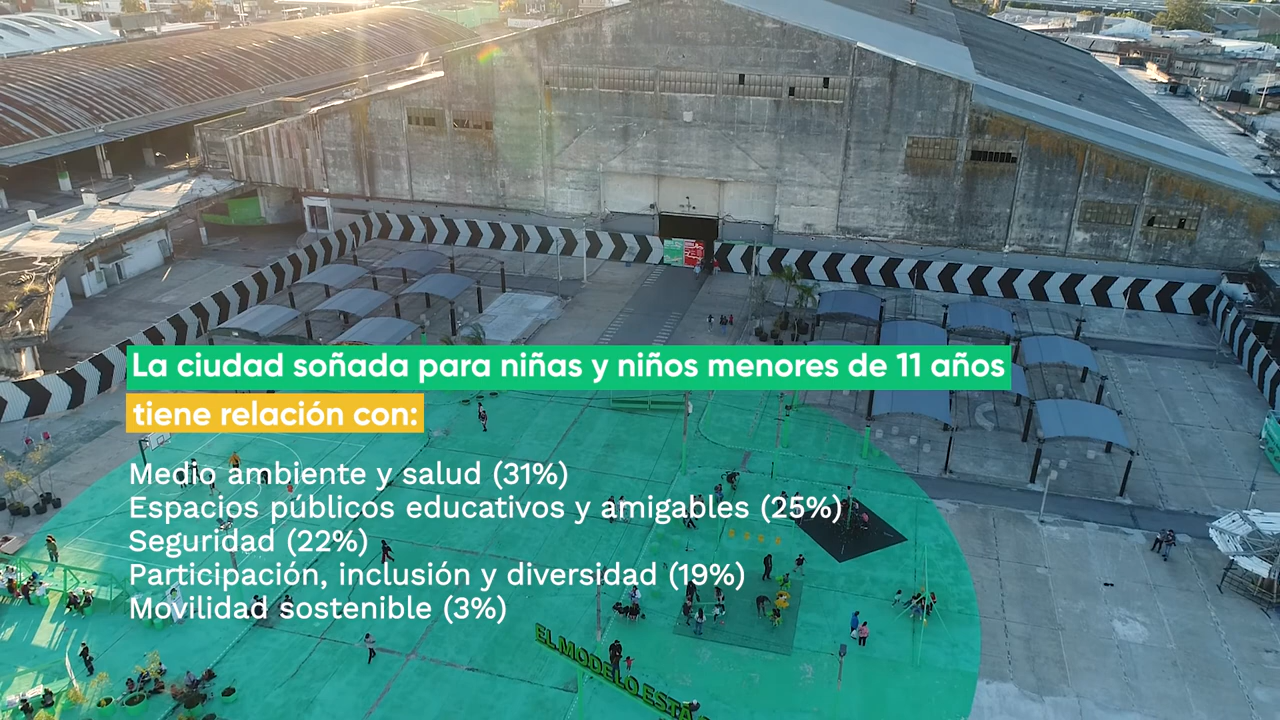 La ciudad soñada para niñas y niños menores de 11 años
tiene relación con:
Medio ambiente y salud (31%)
Espacios públicos educativos y amigables (25%)
Seguridad (22%)
Participación, inclusión y diversidad (19%)
Movilidad sostenible (3%)
EL MODELO ESTÁ